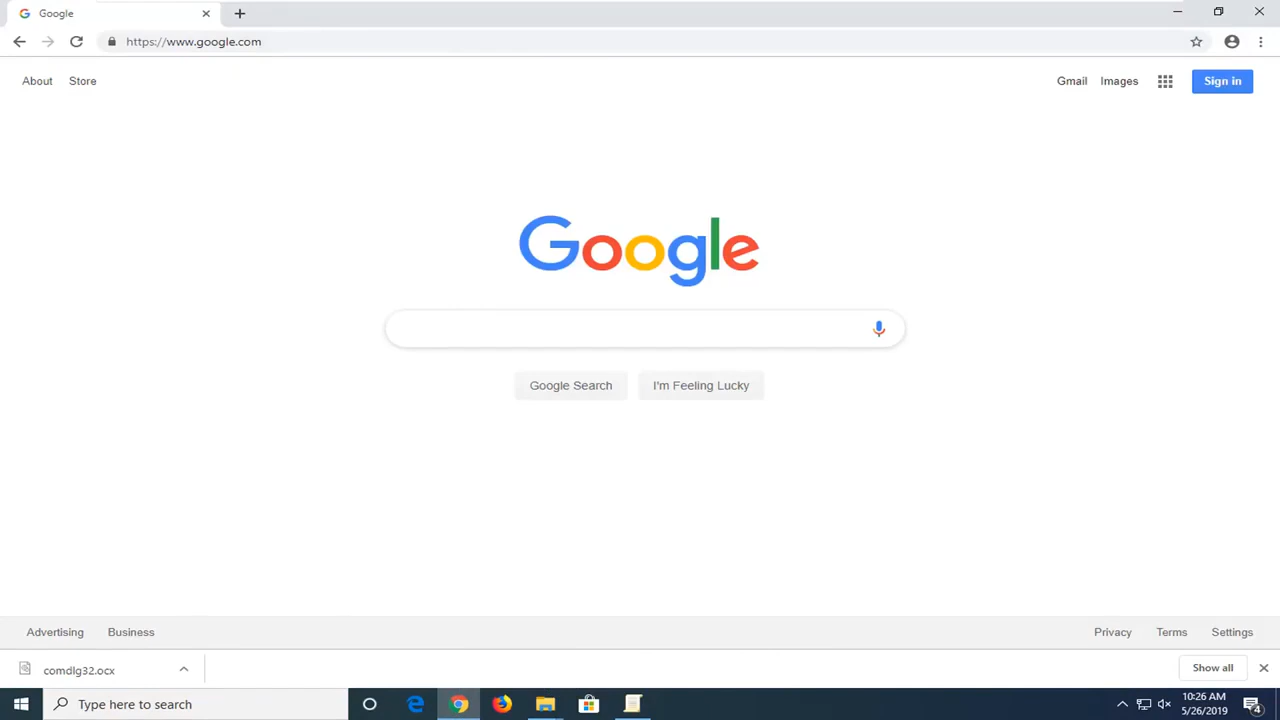 Google
https://www.google.com
About Store Gmail Images Sign in
Google
Google Search I'm Feeling Lucky
Advertising Business Privacy Terms Settings
comdlg32.ocx Show all
Type here to search
10:26 AM
5/26/2019
4